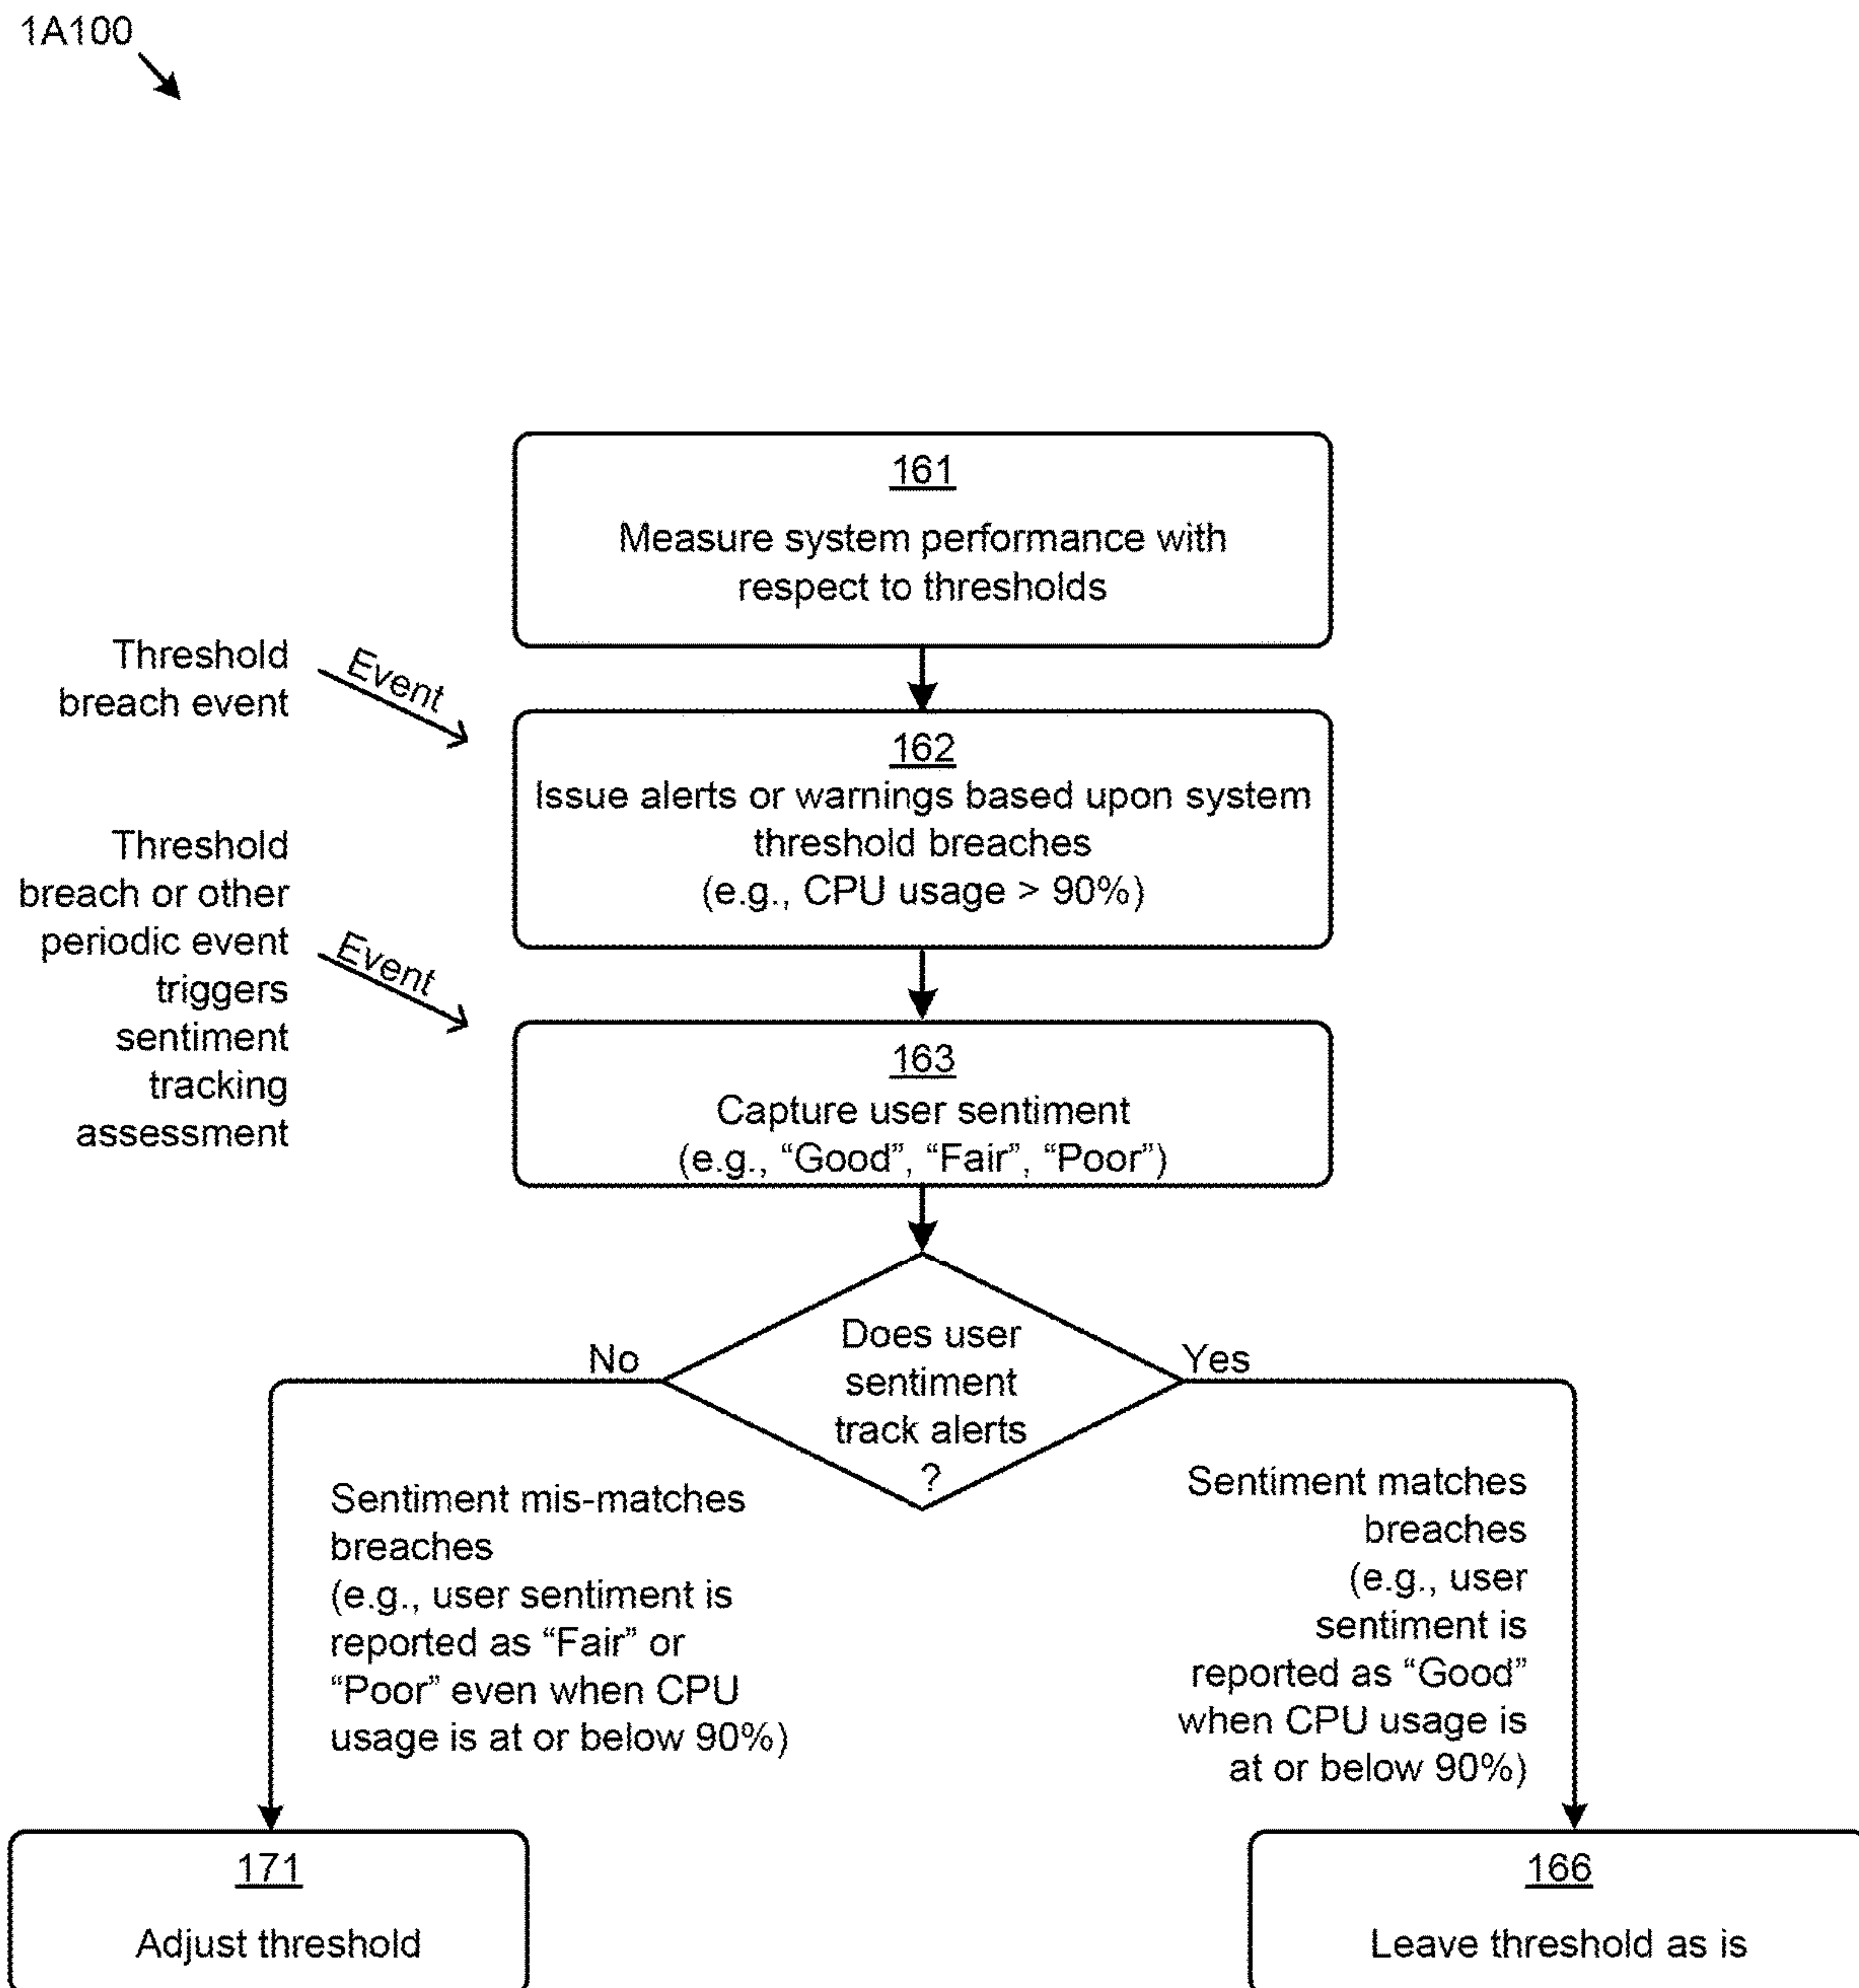 1A100
161
Measure system performance with
respect to thresholds
Threshold
breach event
Event
162
Issue alerts or warnings based upon system
threshold breaches
(e.g., CPU usage > 90%)
Threshold
breach or other
periodic event
triggers
sentiment
tracking
assessment
Event
163
Capture user sentiment
(e.g., “Good”, “Fair”, “Poor”)
Does user
sentiment
track alerts
?
No
Yes
Sentiment mis-matches
breaches
(e.g., user sentiment is
reported as “Fair” or
“Poor” even when CPU
usage is at or below 90%)
Sentiment matches
breaches
(e.g., user
sentiment is
reported as “Good”
when CPU usage is
at or below 90%)
171
Adjust threshold
166
Leave threshold as is